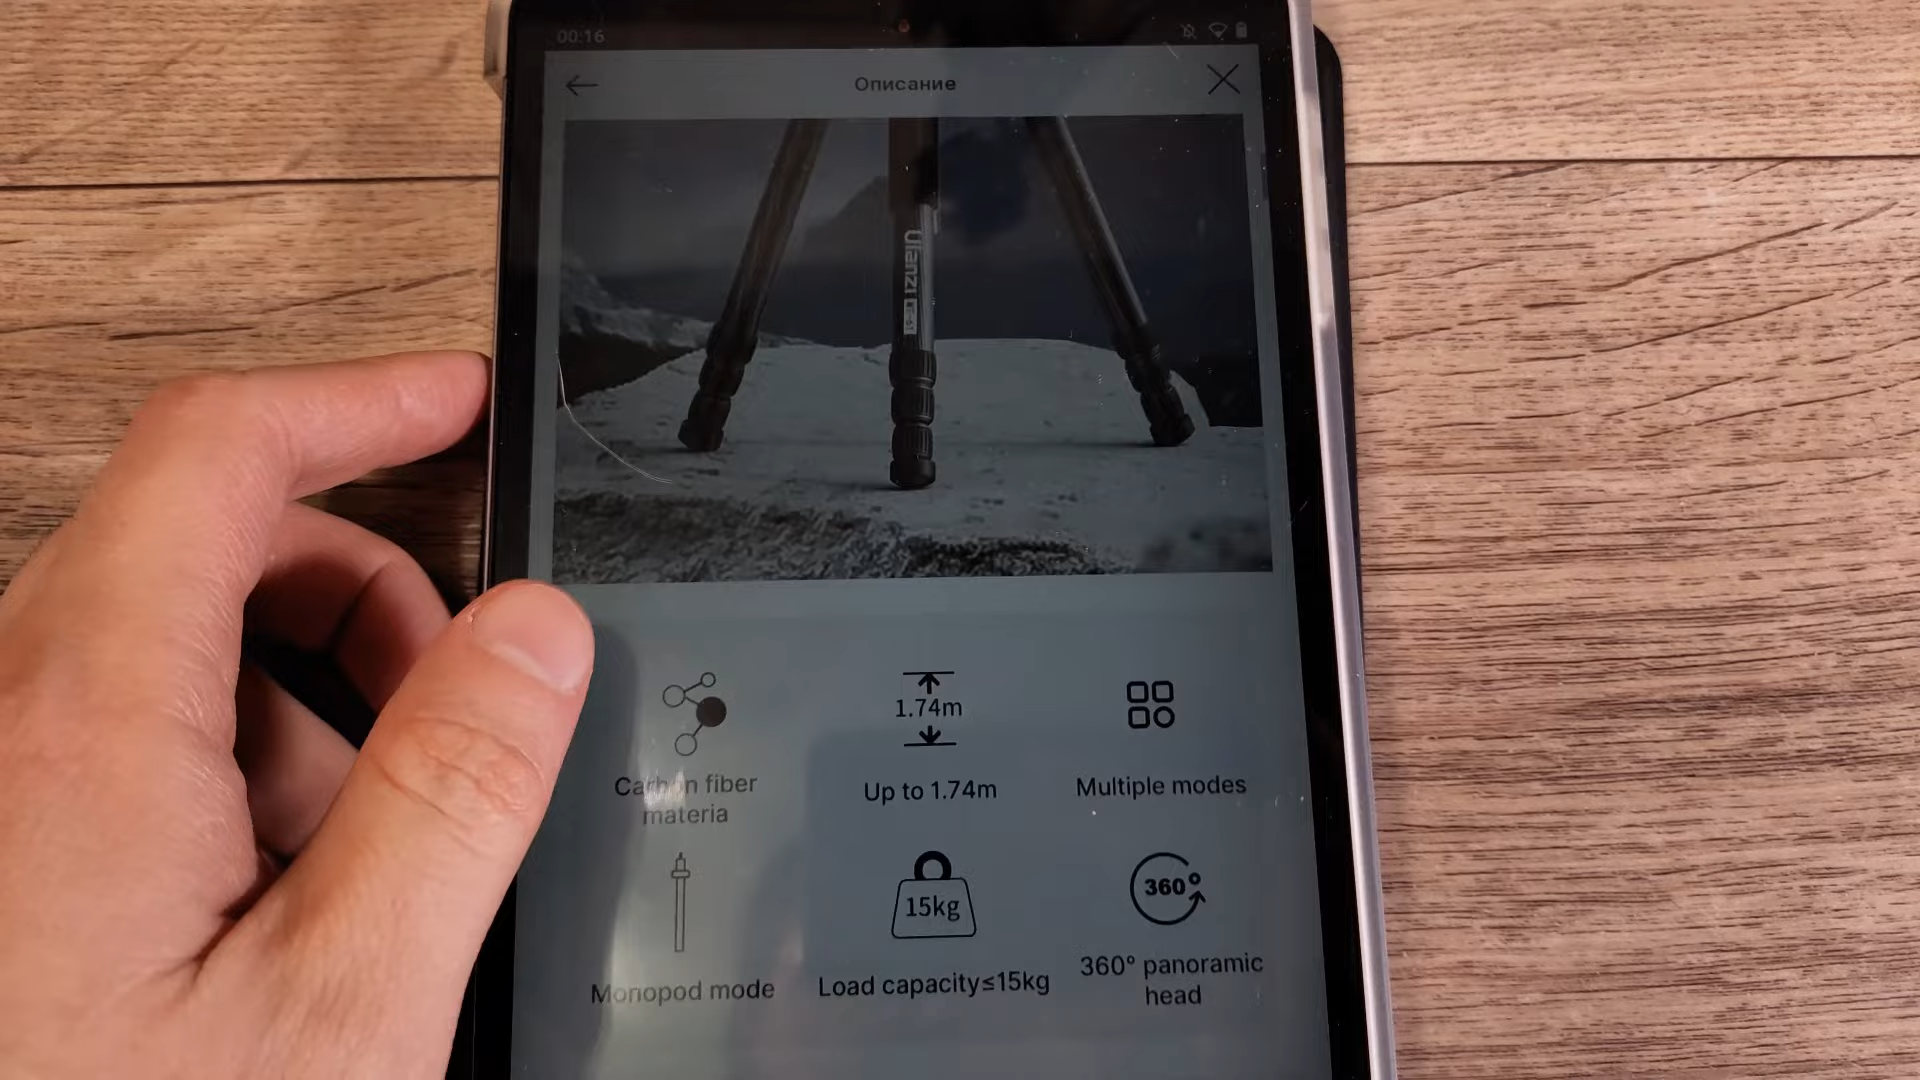 00:16
Описание
Ulanzi
1.74m
Carbon fiber
materia
Up to 1.74m
Multiple modes
15kg
360°
Monopod mode
Load capacity≤15kg
360° panoramic
head